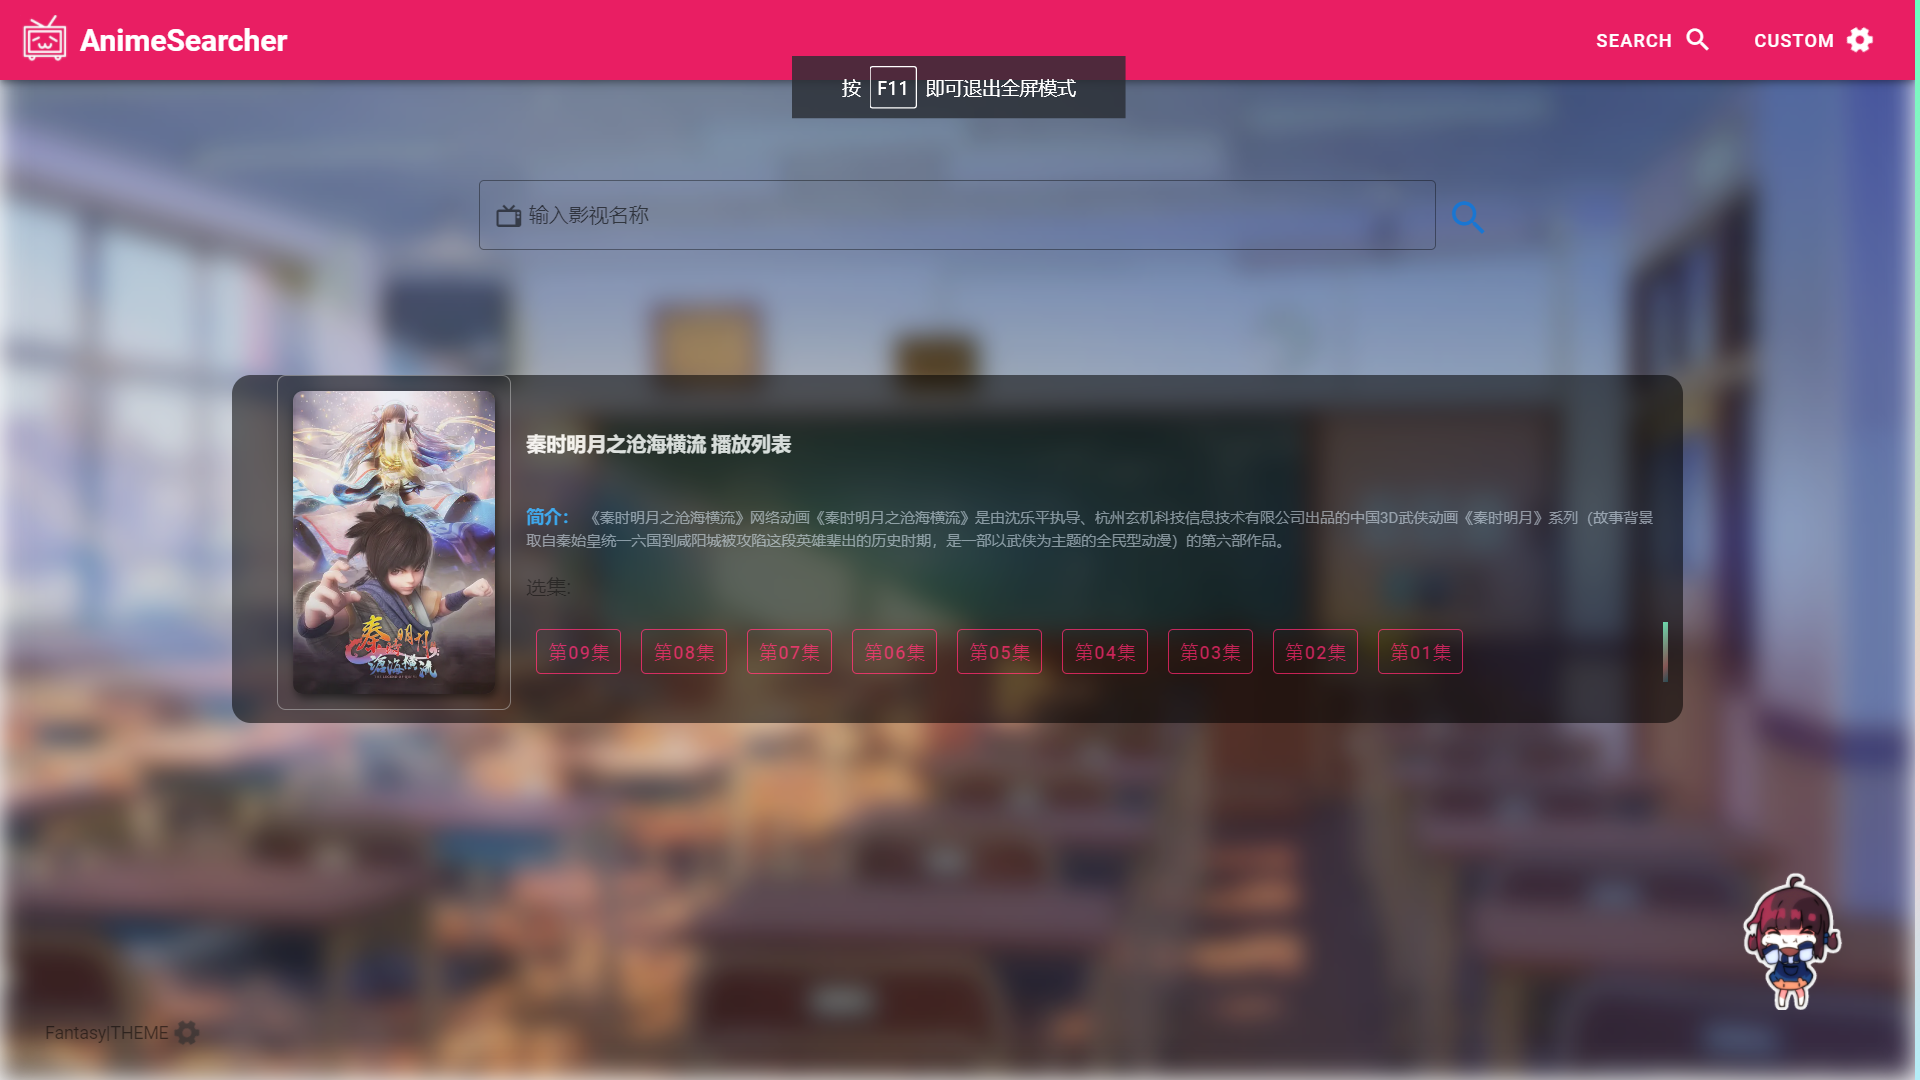 AnimeSearcher
SEARCH
CUSTOM
按 F11 即可退出全屏模式
输入影视名称
秦时明月之沧海横流 播放列表
简介： 《秦时明月之沧海横流》网络动画《秦时明月之沧海横流》是由沈乐平执导、杭州玄机科技信息技术有限公司出品的中国3D武侠动画《秦时明月》系列（故事背景
取自秦始皇统一六国到咸阳城被攻陷这段英雄辈出的历史时期，是一部以武侠为主题的全民型动漫）的第六部作品。
选集:
第09集
第08集
第07集
第06集
第05集
第04集
第03集
第02集
第01集
秦时明月
沧海横流
Fantasy|THEME